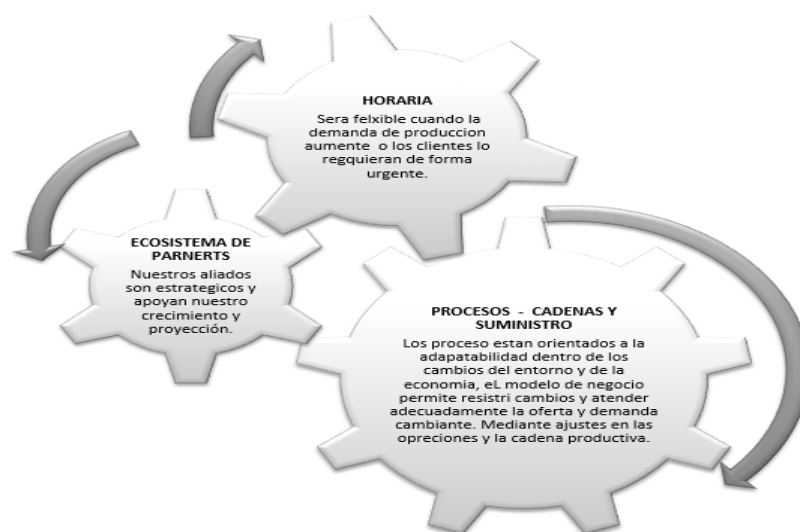 HORARIA
Sera felxible cuando la
demanda de produccion
aumente o los clientes lo
regquieran de forma
urgente.
ECOSISTEMA DE
PARNERTS
Nuestros aliados
son estrategicos y
apoyan nuestro
crecimiento y
proyección.
PROCESOS - CADENAS Y
SUMINISTRO
Los proceso estan orientados a la
adapatabilidad dentro de los
cambios del entorno y de la
economia, eL modelo de negocio
permite resistri cambios y atender
adecuadamente la oferta y demanda
cambiante. Mediante ajustes en las
opreciones y la cadena productiva.